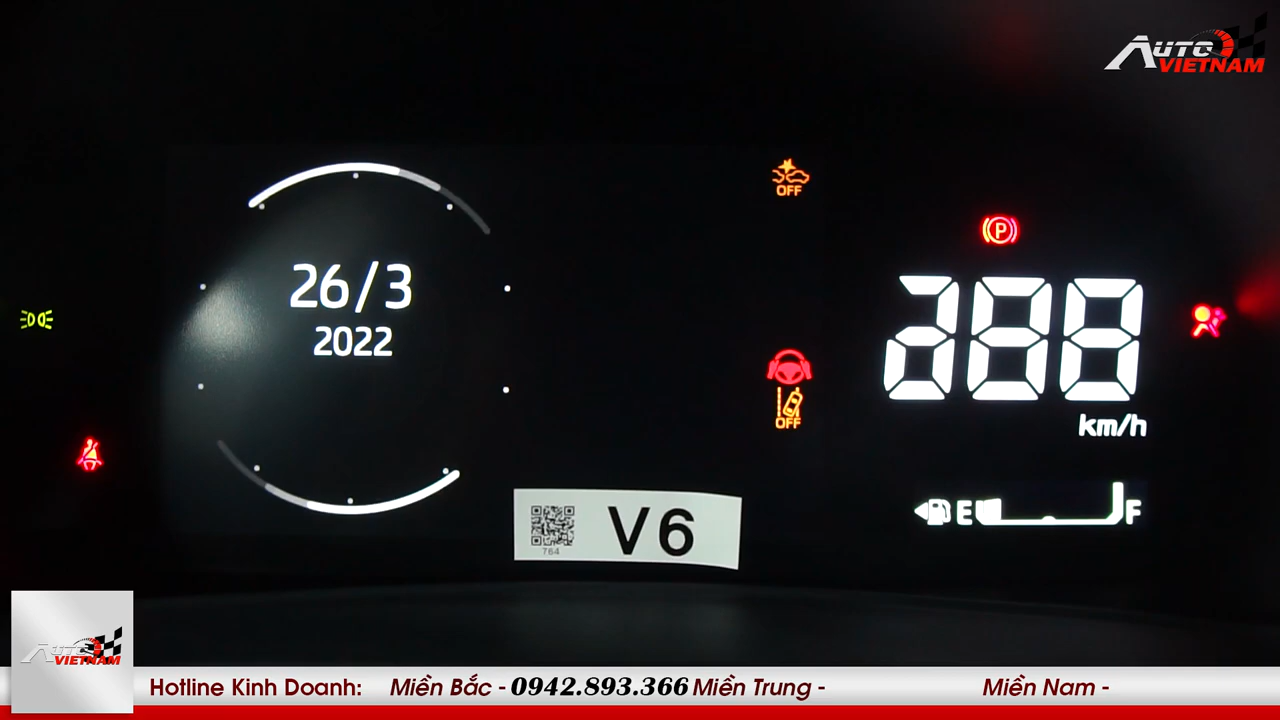 AUTO
VIETNAM
OFF
P
26/3
2022
288
km/h
OFF
E F
V6
764
AUTO
VIETNAM
Hotline Kinh Doanh: Miền Bắc - 0942.893.366 Miền Trung - Miền Nam -